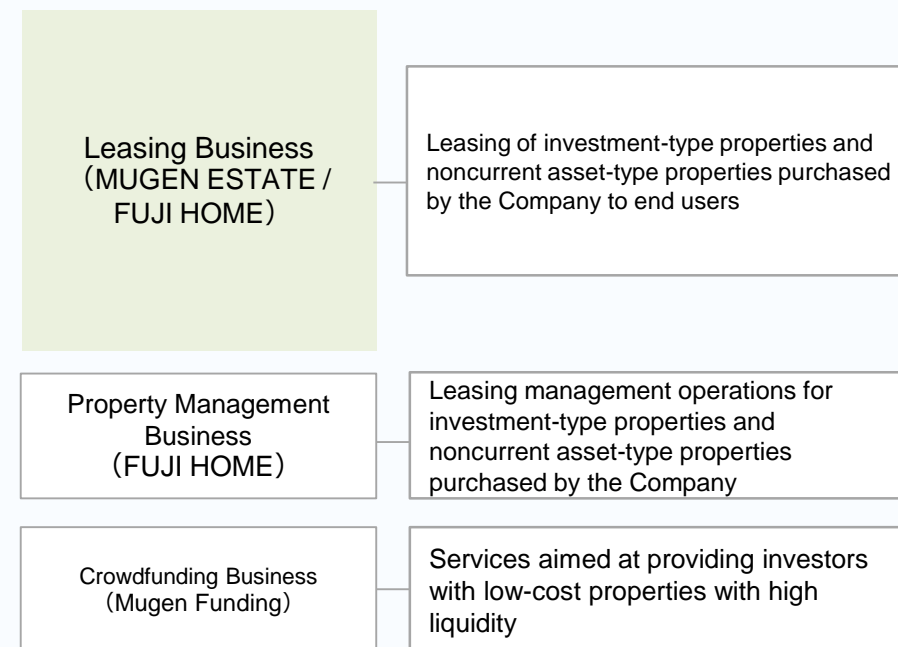 Leasing Business
（MUGEN ESTATE /
FUJI HOME）
Leasing of investment-type properties and
noncurrent asset-type properties purchased
by the Company to end users
Property Management
Business
（FUJI HOME）
Leasing management operations for
investment-type properties and
noncurrent asset-type properties
purchased by the Company
Crowdfunding Business
（Mugen Funding）
Services aimed at providing investors
with low-cost properties with high
liquidity